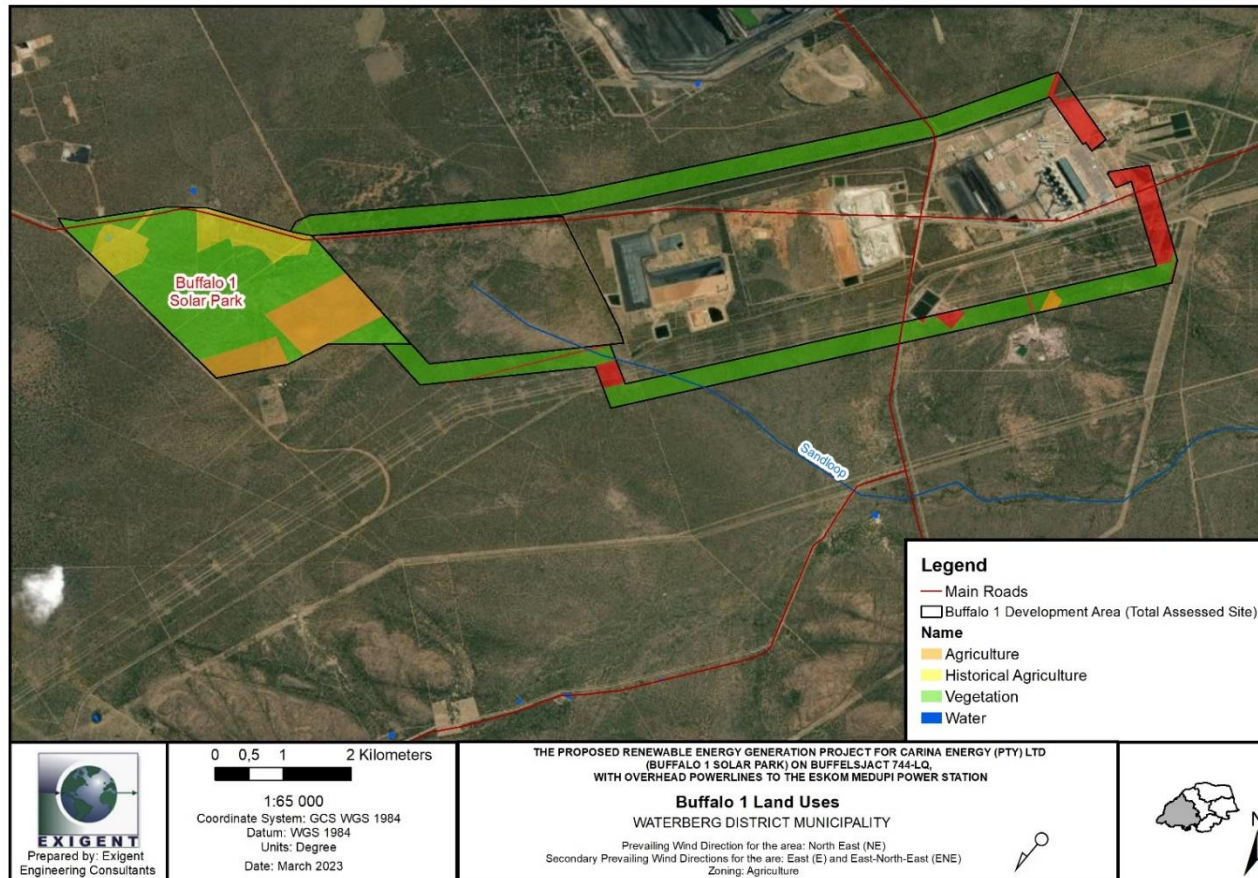 Buffalo 1
Solar Park
Sandloop
Legend
Main Roads
Buffalo 1 Development Area (Total Assessed Site)
Name
Agriculture
Historical Agriculture
Vegetation
Water
EXIGENT
Prepared by: Exigent
Engineering Consultants
0 0,5 1 2 Kilometers
1:65 000
Coordinate System: GCS WGS 1984
Datum: WGS 1984
Units: Degree
Date: March 2023
THE PROPOSED RENEWABLE ENERGY GENERATION PROJECT FOR CARINA ENERGY (PTY) LTD
(BUFFALO 1 SOLAR PARK) ON BUFFELSJACT 744-LQ,
WITH OVERHEAD POWERLINES TO THE ESKOM MEDUPI POWER STATION
Buffalo 1 Land Uses
WATERBERG DISTRICT MUNICIPALITY
Prevailing Wind Direction for the area: North East (NE)
Secondary Prevailing Wind Directions for the are: East (E) and East-North-East (ENE)
Zoning: Agriculture
N